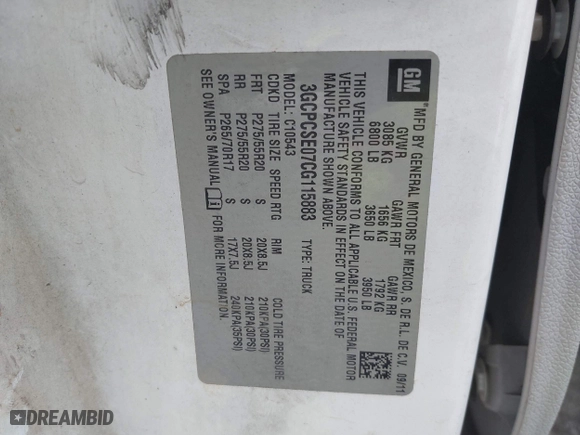 GM
MFD BY GENERAL MOTORS DE MEXICO, S. DE R.L. DE C.V. 09/11
GVWR GAWR FRT GAWR RR
3085 KG 1656 KG 1792 KG
6800 LB 3650 LB 3950 LB
THIS VEHICLE CONFORMS TO ALL APPLICABLE U.S. FEDERAL MOTOR
VEHICLE SAFETY STANDARDS IN EFFECT ON THE DATE OF
MANUFACTURE SHOWN ABOVE.
3GCPCSE07CG115883 TYPE: TRUCK
MODEL: C10543 COLD TIRE
CDKD TIRE SIZE SPEED RTG RIM PRESSURE
FRT P275/55R20 S 20X8.5J 210KPA(30PSI)
RR P275/55R20 S 20X8.5J 210KPA(30PSI)
SPA P265/70R17 S 17X7.5J 240KPA(35PSI)
SEE OWNER'S MANUAL FOR MORE INFORMATION.
DREAMBID